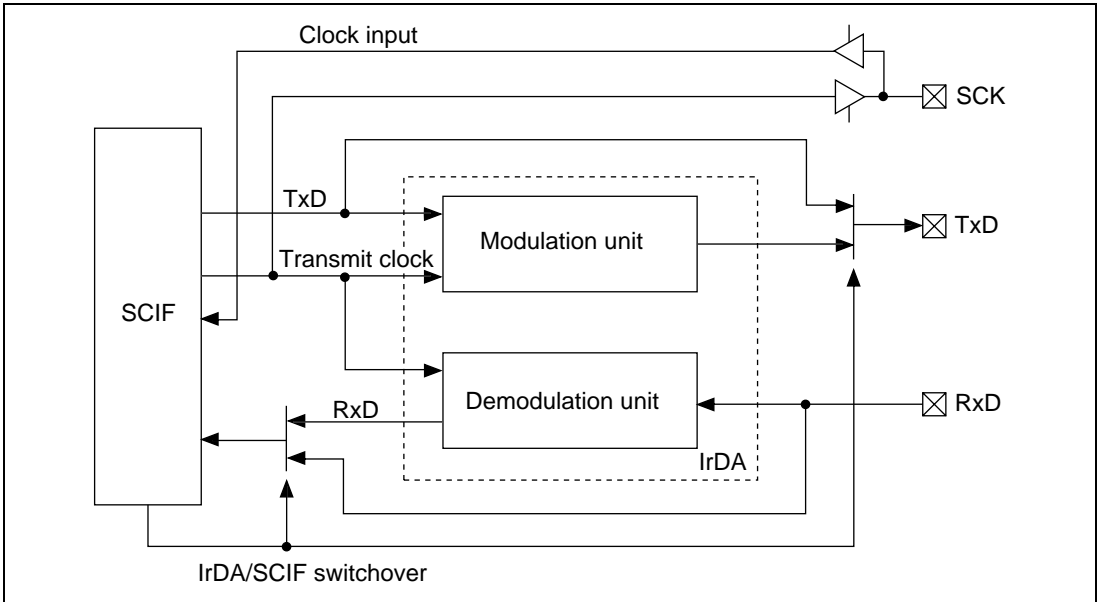 Clock input
SCK
TxD
Modulation unit
TxD
Transmit clock
SCIF
Demodulation unit
RxD
RxD
IrDA
IrDA/SCIF switchover